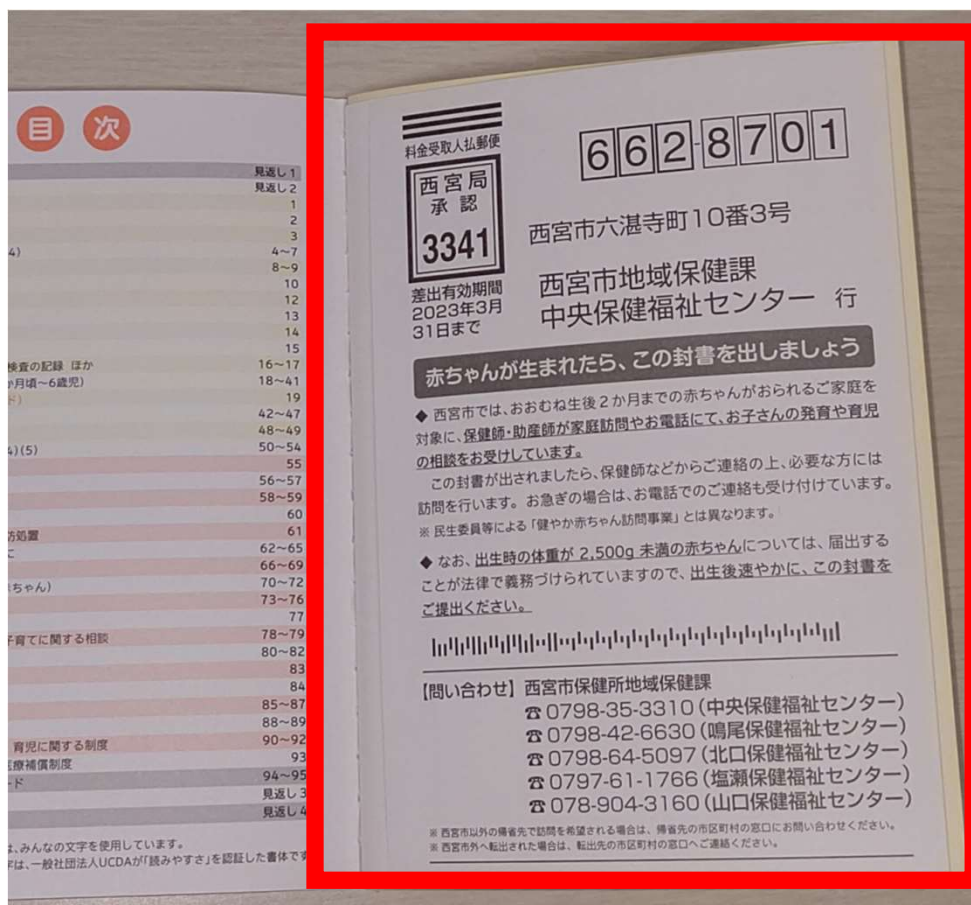 目次
見返し1
見返し2
1
2
3
4) 4~7
8~9
10
12
13
14
15
検査の記録 ほか 16~17
か月頃~6歳児) 18~41
ド) 19
42~47
48~49
4)(5) 50~54
55
56~57
58~59
60
防処置 61
に 62~65
66~69
赤ちゃん) 70~72
73~76
77
子育てに関する相談 78~79
80~82
83
84
85~87
88~89
育児に関する制度 90~92
医療補償制度 93
ード 94~95
見返し3
見返し4
は、みんなの文字を使用しています。
字は、一般社団法人UCDAが「読みやすさ」を認証した書体です
料金受取人払郵便
西宮局
承認
3341
差出有効期間
2023年3月
31日まで
662-8701
西宮市六湛寺町10番3号
西宮市地域保健課
中央保健福祉センター 行
赤ちゃんが生まれたら、この封書を出しましょう
◆ 西宮市では、おおむね生後2か月までの赤ちゃんがおられるご家庭を
対象に、保健師・助産師が家庭訪問やお電話にて、お子さんの発育や育児
の相談をお受けしています。
この封書が出されましたら、保健師などからご連絡の上、必要な方には
訪問を行います。お急ぎの場合は、お電話でのご連絡も受け付けています。
※ 民生委員等による「健やか赤ちゃん訪問事業」とは異なります。
◆ なお、出生時の体重が 2,500g 未満の赤ちゃんについては、届出する
ことが法律で義務づけられていますので、出生後速やかに、この封書を
ご提出ください。
【問い合わせ】西宮市保健所地域保健課
☎0798-35-3310(中央保健福祉センター)
☎0798-42-6630(鳴尾保健福祉センター)
☎0798-64-5097(北口保健福祉センター)
☎0797-61-1766(塩瀬保健福祉センター)
☎078-904-3160(山口保健福祉センター)
※ 西宮市以外の帰省先で訪問を希望される場合は、帰省先の市区町村の窓口にお問い合わせください。
※ 西宮市外へ転出された場合は、転出先の市区町村の窓口へご連絡ください。